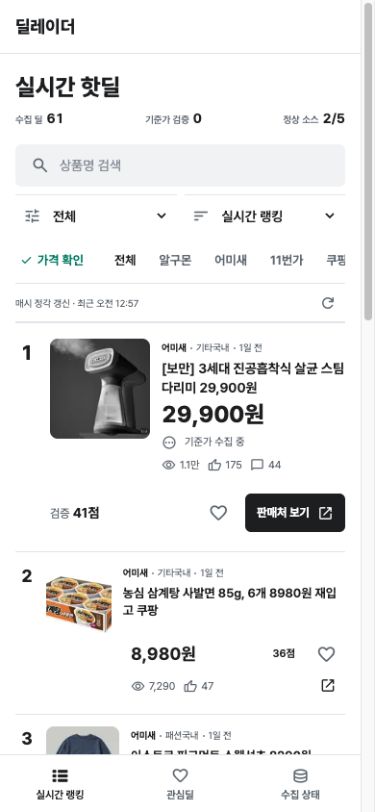 딜레이더
실시간 핫딜
수집 딜 61 기준가 검증 0 정상 소스 2/5
상품명 검색
전체 실시간 랭킹
가격 확인 전체 알구몬 어미새 11번가 쿠팡
매시 정각 갱신 · 최근 오전 12:57
1
어미새 · 기타국내 · 1일 전
[보만] 3세대 진공흡착식 살균 스팀
다리미 29,900원
29,900원
기준가 수집 중
1.1만 175 44
검증 41점 판매처 보기
2
어미새 · 기타국내 · 1일 전
농심 삼계탕 사발면 85g, 6개 8980원 재입
고 쿠팡
8,980원 36점
7,290 47
3
어미새 · 패션국내 · 1일 전
실시간 랭킹 관심딜 수집 상태